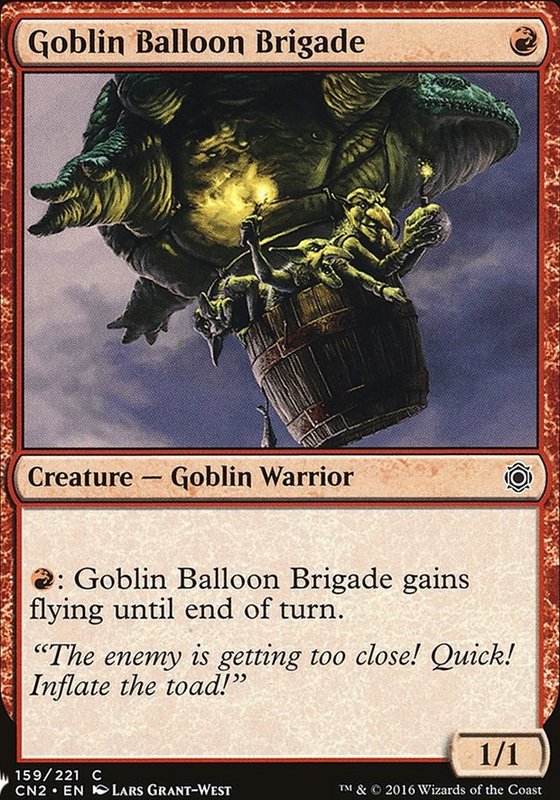 Goblin Balloon Brigade
Creature — Goblin Warrior
: Goblin Balloon Brigade gains
flying until end of turn.
“The enemy is getting too close! Quick!
Inflate the toad!”
1/1
159/221 C
CN2 • EN Lars Grant-West
™ & © 2016 Wizards of the Coast